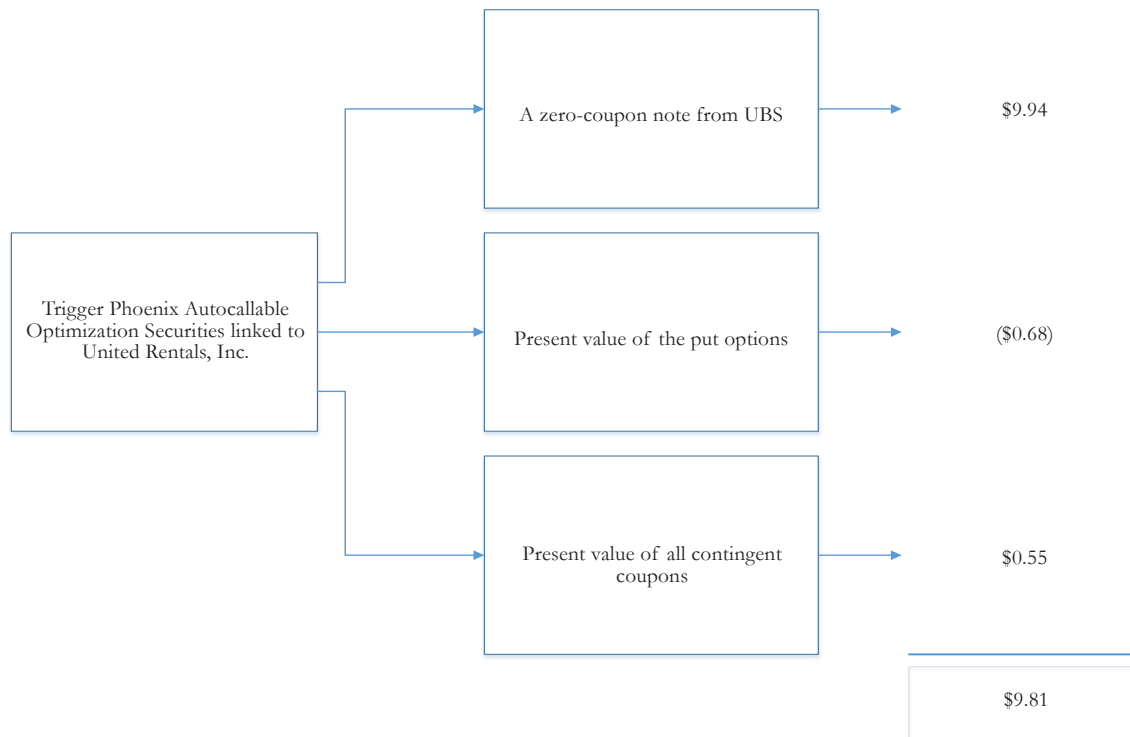 A zero-coupon note from UBS
$9.94
Trigger Phoenix Autocallable
Optimization Securities linked to
United Rentals, Inc.
Present value of the put options
($0.68)
Present value of all contingent
coupons
$0.55
$9.81